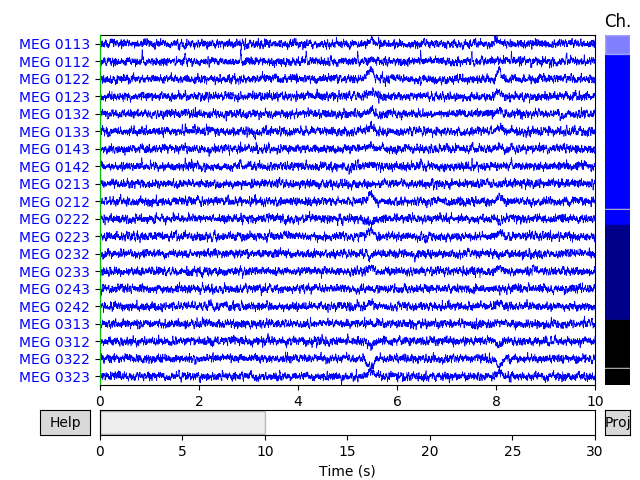 Ch.
MEG 0113
MEG 0112
MEG 0122
MEG 0123
MEG 0132
MEG 0133
MEG 0143
MEG 0142
MEG 0213
MEG 0212
MEG 0222
MEG 0223
MEG 0232
MEG 0233
MEG 0243
MEG 0242
MEG 0313
MEG 0312
MEG 0322
MEG 0323
0 2 4 6 8 10
Help Proj
0 5 10 15 20 25 30
Time (s)